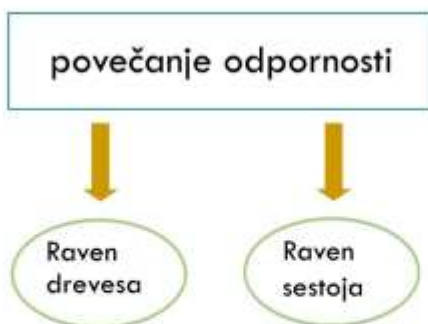 povečanje odpornosti
Raven
drevesa
Raven
sestoja